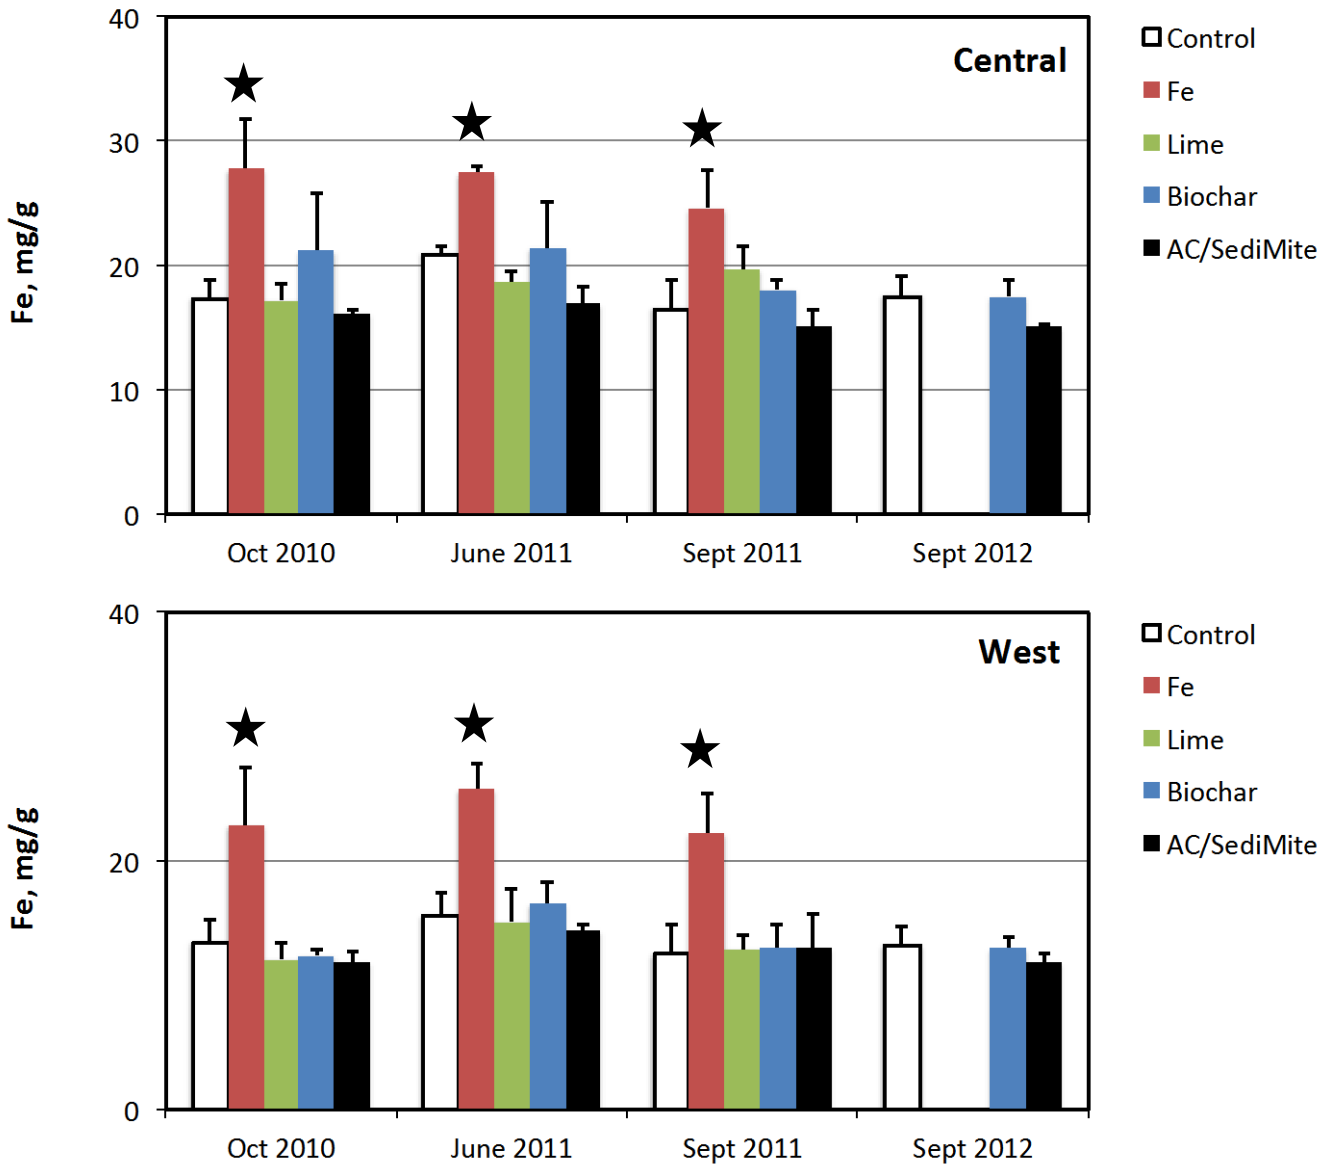 40
30
20
10
0
Fe, mg/g
Central
Control
Fe
Lime
Biochar
AC/SediMite
Oct 2010
June 2011
Sept 2011
Sept 2012
40
20
0
Fe, mg/g
West
Control
Fe
Lime
Biochar
AC/SediMite
Oct 2010
June 2011
Sept 2011
Sept 2012